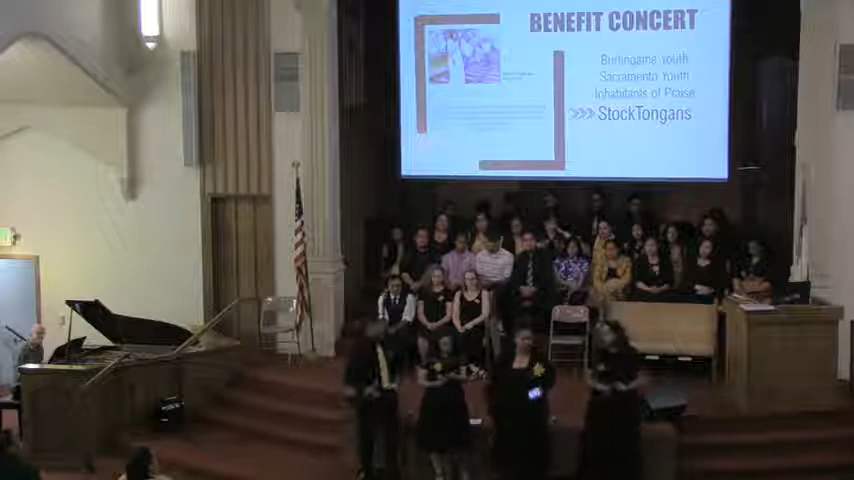 BENEFIT CONCERT
Burlingame Youth
Sacramento Youth
Inhabitants of Praise
>>> StockTongans